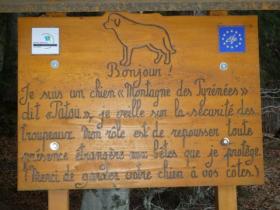 Bonjour !
Je suis un chien «Montagne des Pyrénées»
dit «Patou», je veille sur la sécurité des
troupeaux. Mon rôle est de repousser toute
présence étrangère aux bêtes que je protège
(Merci de garder votre chien à vos côtés.)